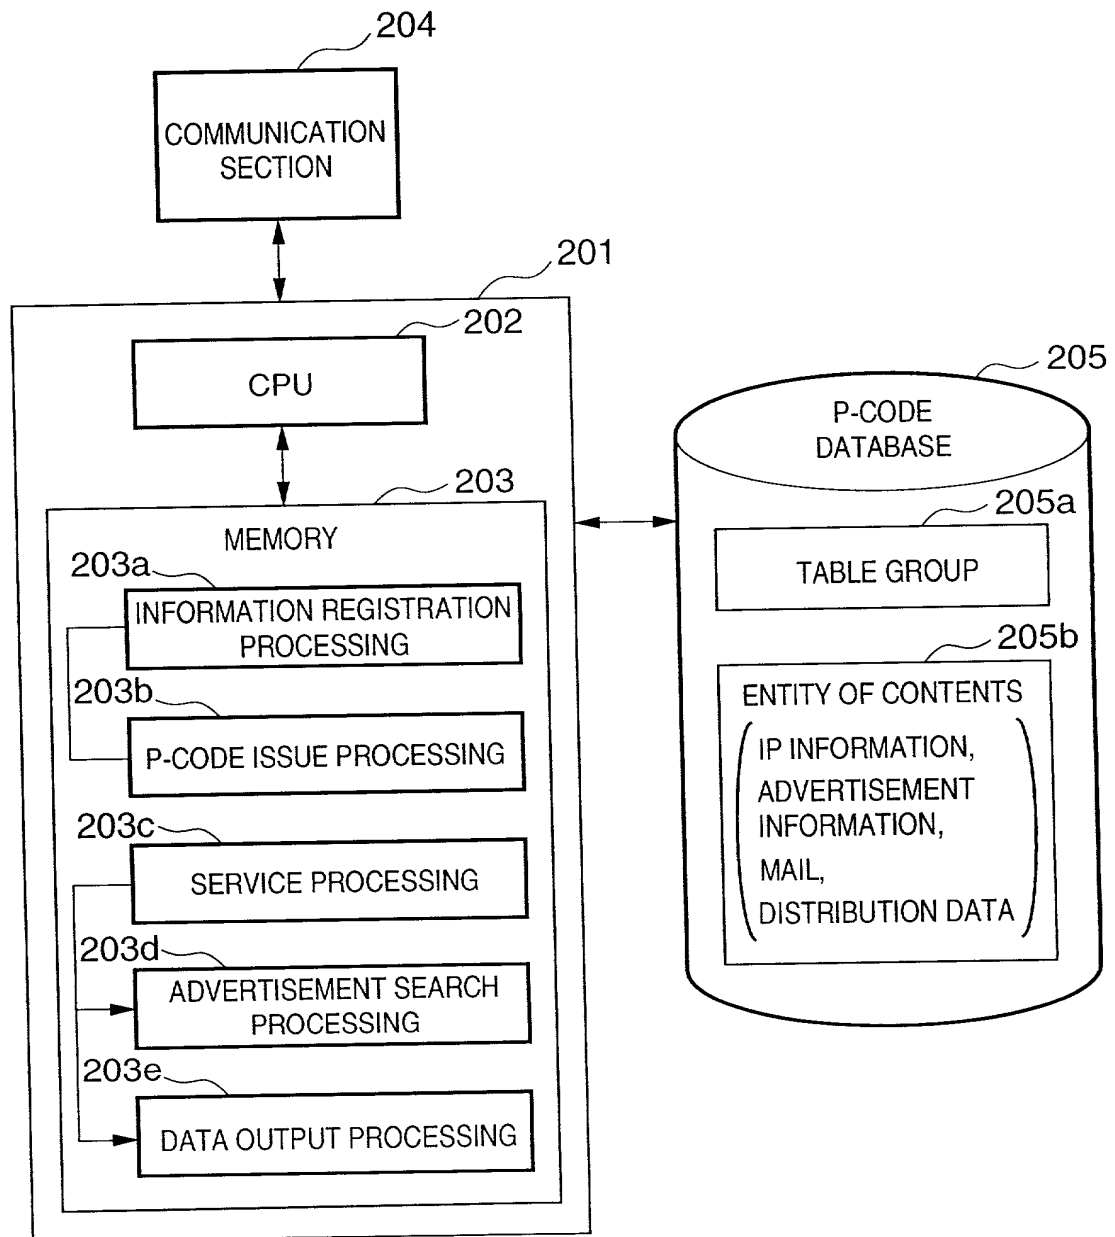 204
COMMUNICATION
SECTION
201
202
CPU
203
MEMORY
203a
INFORMATION REGISTRATION
PROCESSING
203b
P-CODE ISSUE PROCESSING
203c
SERVICE PROCESSING
203d
ADVERTISEMENT SEARCH
PROCESSING
203e
DATA OUTPUT PROCESSING
205
P-CODE
DATABASE
205a
TABLE GROUP
205b
ENTITY OF CONTENTS
IP INFORMATION,
ADVERTISEMENT
INFORMATION,
MAIL,
DISTRIBUTION DATA